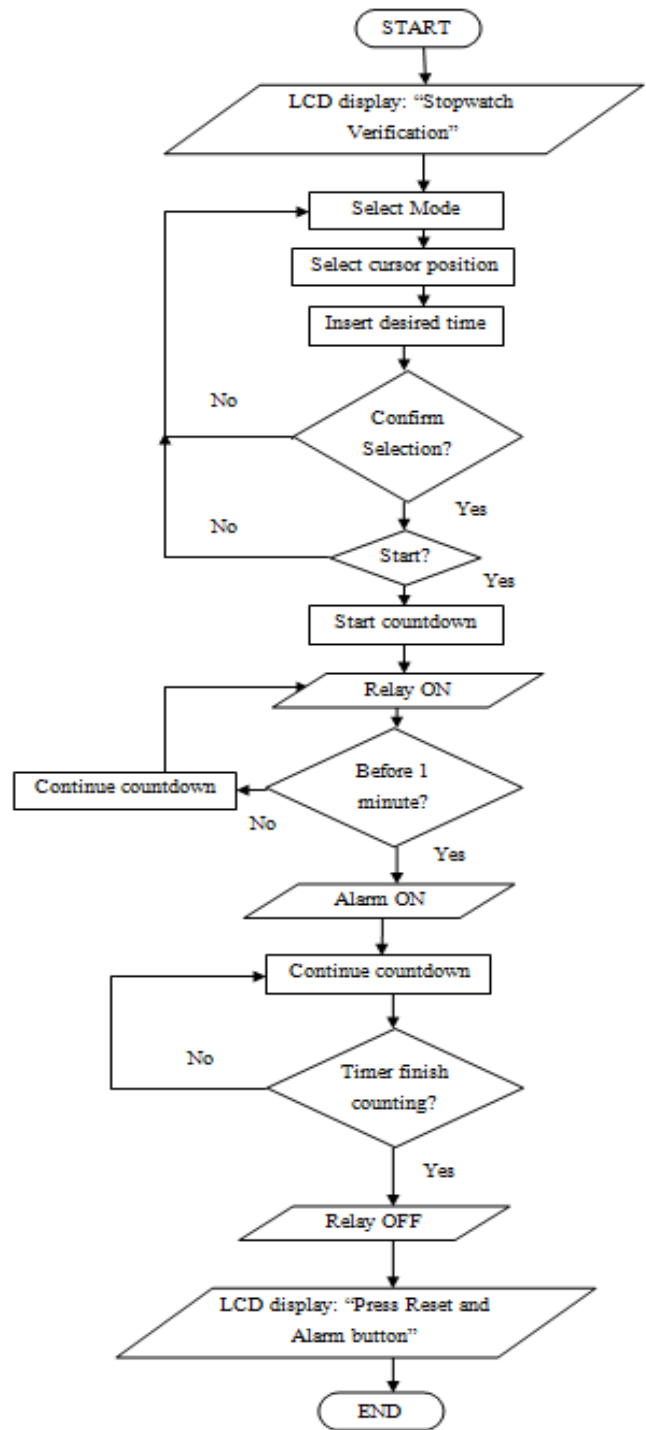 START
LCD display: “Stopwatch
Verification”
Select Mode
Select cursor position
Insert desired time
No
Confirm
Selection?
Yes
No
Start?
Yes
Start countdown
Relay ON
Before 1
minute?
Continue countdown
No
Yes
Alarm ON
Continue countdown
No
Timer finish
counting?
Yes
Relay OFF
LCD display: “Press Reset and
Alarm button”
END